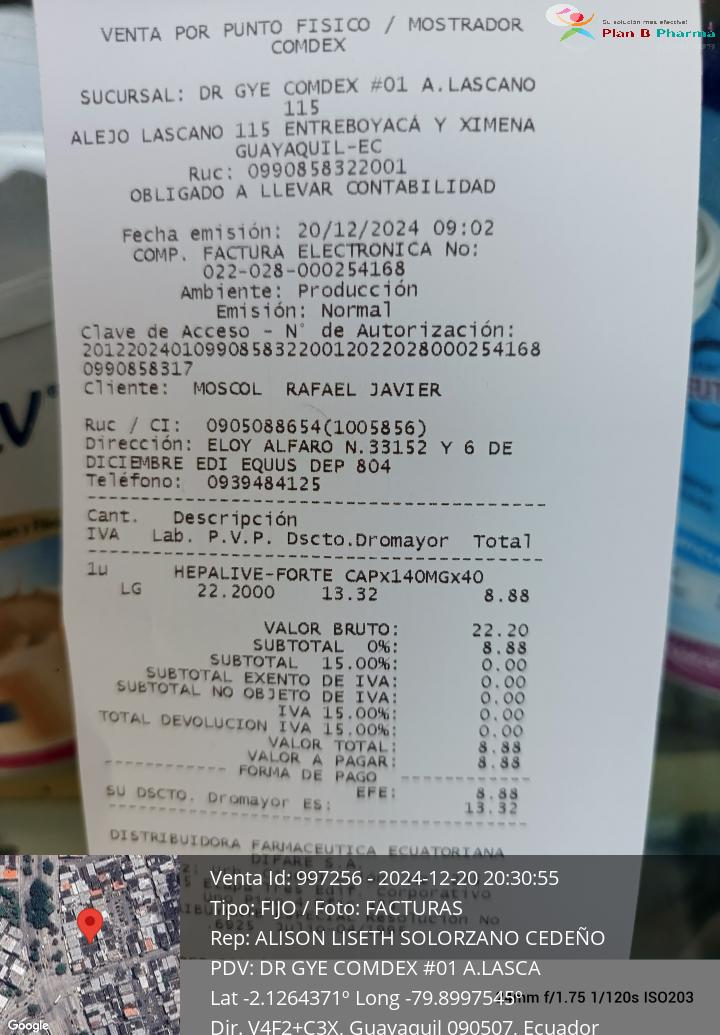 Su solución más efectiva!
Plan B Pharma
VENTA POR PUNTO FISICO / MOSTRADOR
COMDEX
SUCURSAL: DR GYE COMDEX #01 A.LASCANO
115
ALEJO LASCANO 115 ENTREBOYACÁ Y XIMENA
GUAYAQUIL-EC
Ruc: 0990858322001
OBLIGADO A LLEVAR CONTABILIDAD
Fecha emisión: 20/12/2024 09:02
COMP. FACTURA ELECTRONICA No:
022-028-000254168
Ambiente: Producción
Emisión: Normal
Clave de Acceso - N° de Autorización:
201220240109908583220012022028000254168
0990858317
Cliente: MOSCOL RAFAEL JAVIER
Ruc / CI: 0905088654(1005856)
Dirección: ELOY ALFARO N.33152 Y 6 DE
DICIEMBRE EDI EQUUS DEP 804
Teléfono: 0939484125
Cant. Descripción
IVA Lab. P.V.P. Dscto.Dromayor Total
1u HEPALIVE-FORTE CAPx140MGx40
LG 22.2000 13.32 8.88
VALOR BRUTO: 22.20
SUBTOTAL 0%: 8.88
SUBTOTAL 15.00%: 0.00
SUBTOTAL EXENTO DE IVA: 0.00
SUBTOTAL NO OBJETO DE IVA: 0.00
IVA 15.00%: 0.00
TOTAL DEVOLUCION IVA 15.00%: 0.00
VALOR TOTAL: 8.88
VALOR A PAGAR: 8.88
FORMA DE PAGO
EFE: 8.88
SU DSCTO. Dromayor ES: 13.32
DISTRIBUIDORA FARMACEUTICA ECUATORIANA
DIFARE S.A.
Venta Id: 997256 - 2024-12-20 20:30:55
Tipo: FIJO / Foto: FACTURAS
Rep: ALISON LISETH SOLORZANO CEDEÑO
PDV: DR GYE COMDEX #01 A.LASCA
Lat -2.1264371º Long -79.8997545º
f/1.75 1/120s ISO203
Dir. V4F2+C3X, Guayaquil 090507, Ecuador
Google